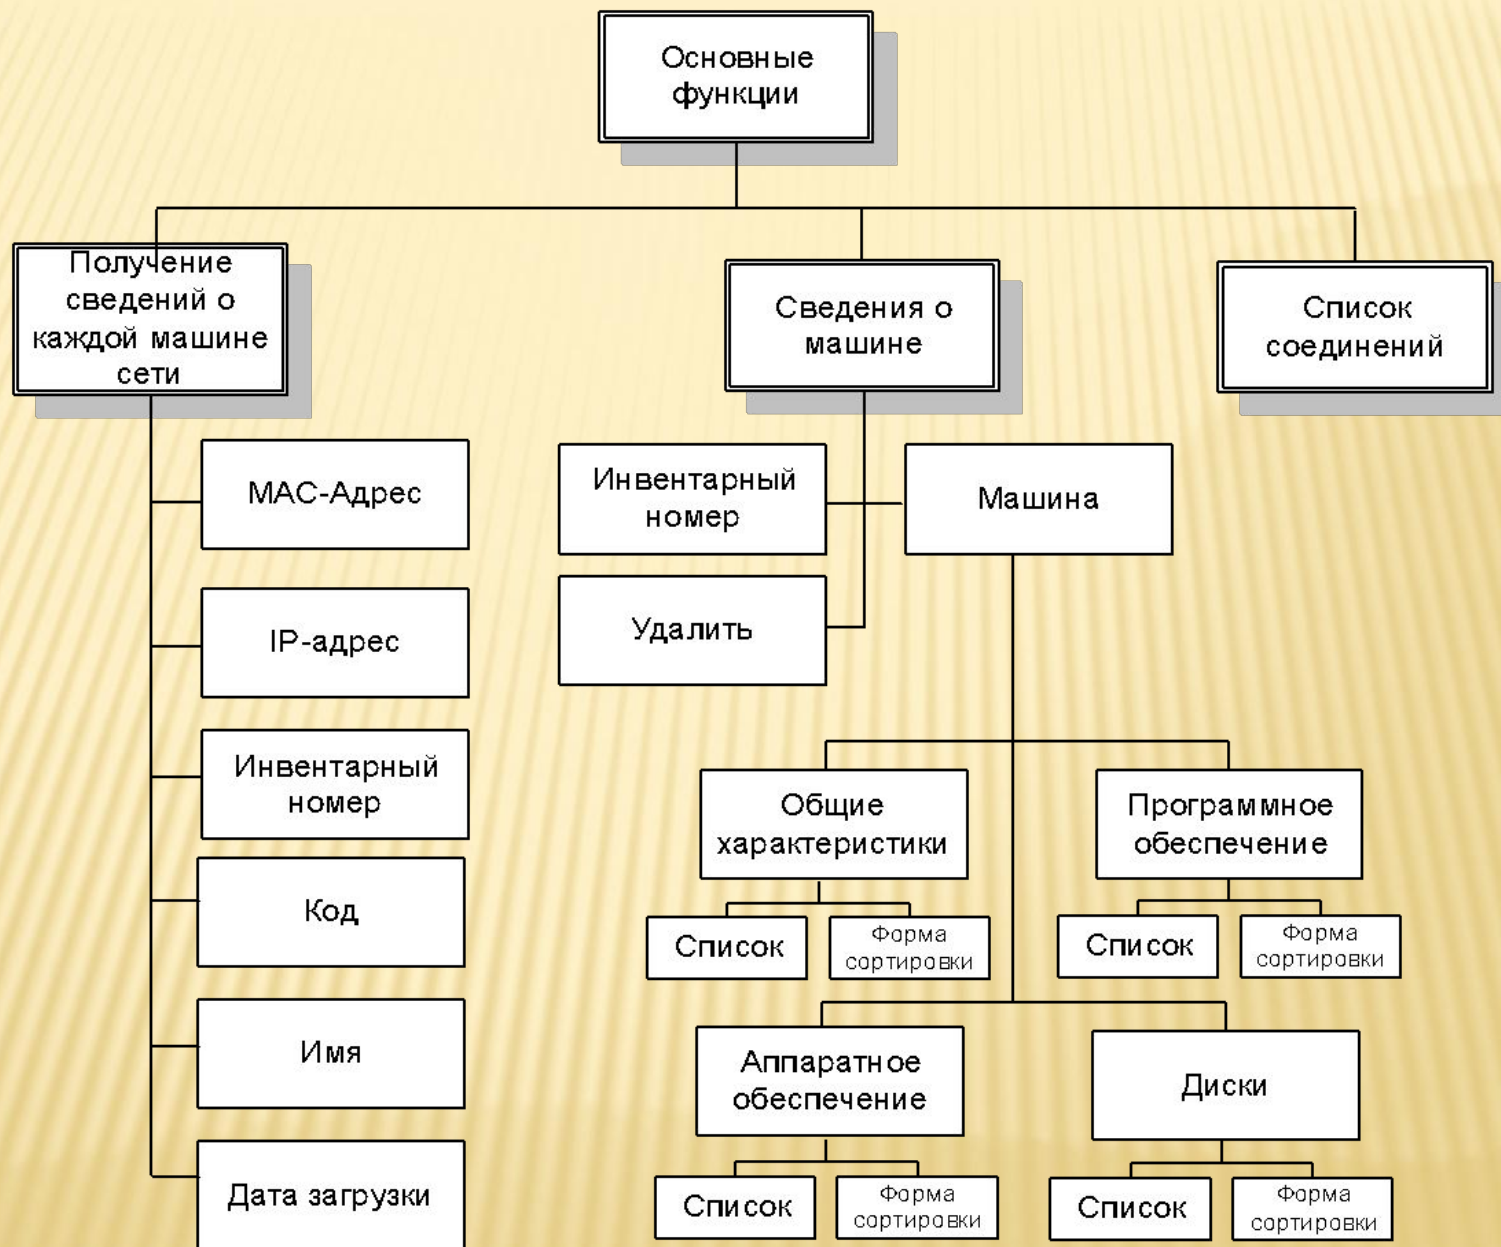 Основные
функции
Получение
сведений о
каждой машине
сети
Сведения о
машине
Список
соединений
МАС-Адрес
IP-адрес
Инвентарный
номер
Код
Имя
Дата загрузки
Инвентарный
номер
Машина
Удалить
Общие
характеристики
Программное
обеспечение
Список
Форма
сортировки
Список
Форма
сортировки
Аппаратное
обеспечение
Диски
Список
Форма
сортировки
Список
Форма
сортировки